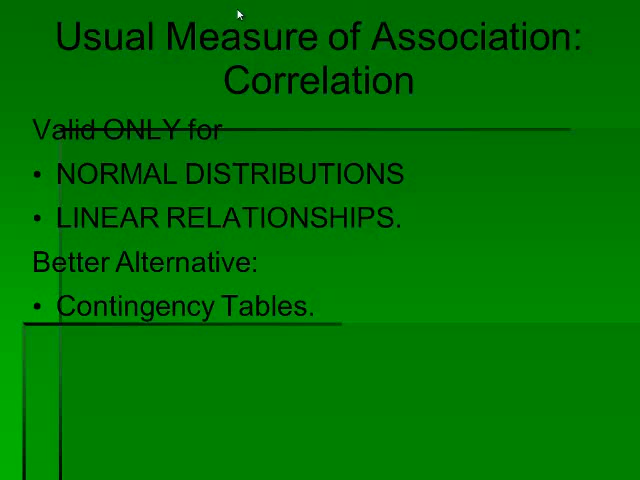 Usual Measure of Association:
Correlation
Valid ONLY for
• NORMAL DISTRIBUTIONS
• LINEAR RELATIONSHIPS.
Better Alternative:
• Contingency Tables.